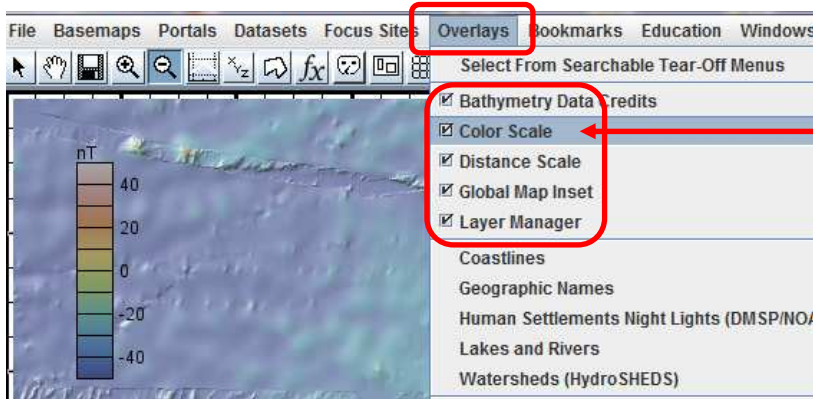 File Basemaps Portals Datasets Focus Sites Overlays Bookmarks Education Windows
Select From Searchable Tear-Off Menus
Bathymetry Data Credits
Color Scale
Distance Scale
Global Map Inset
Layer Manager
Coastlines
Geographic Names
Human Settlements Night Lights (DMSP/NOA
Lakes and Rivers
Watersheds (HydroSHEDS)
XYZ
fx
nT
40
20
0
-20
-40